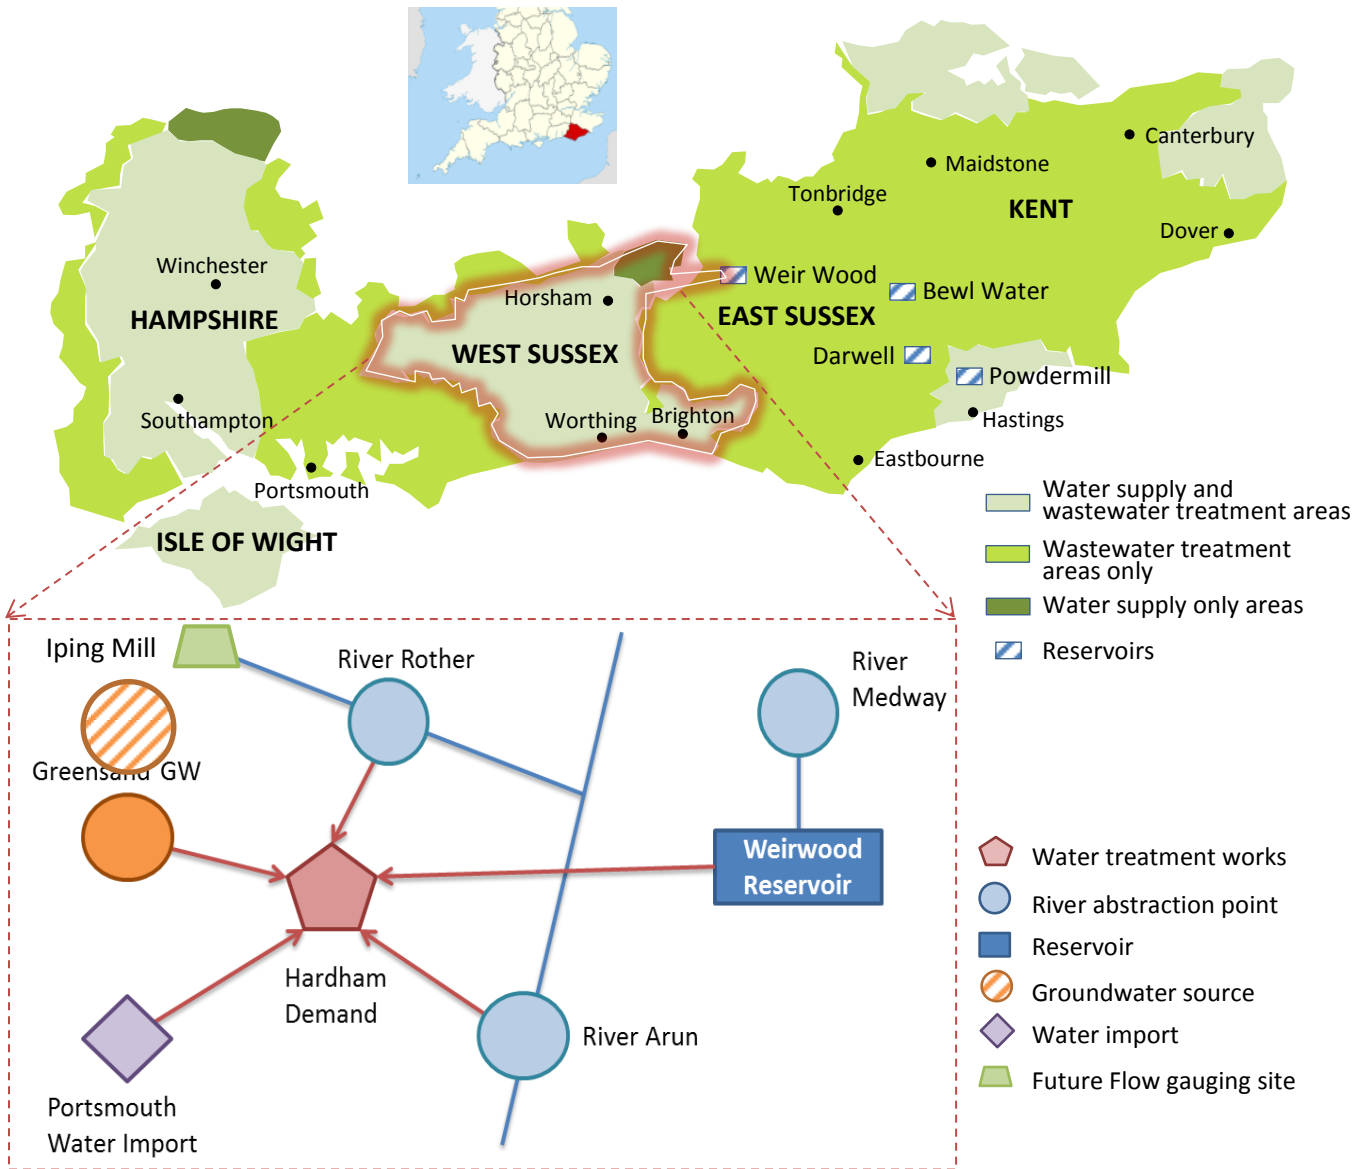 Canterbury
Maidstone
Tonbridge
KENT
Dover
Winchester
Weir Wood
Bewl Water
Horsham
HAMPSHIRE
EAST SUSSEX
WEST SUSSEX
Darwell
Powdermill
Southampton
Worthing
Brighton
Hastings
Eastbourne
Portsmouth
ISLE OF WIGHT
Water supply and
wastewater treatment areas
Wastewater treatment
areas only
Water supply only areas
Reservoirs
Iping Mill
River Rother
River
Medway
Greensand GW
Weirwood
Reservoir
Hardham
Demand
River Arun
Portsmouth
Water Import
Water treatment works
River abstraction point
Reservoir
Groundwater source
Water import
Future Flow gauging site